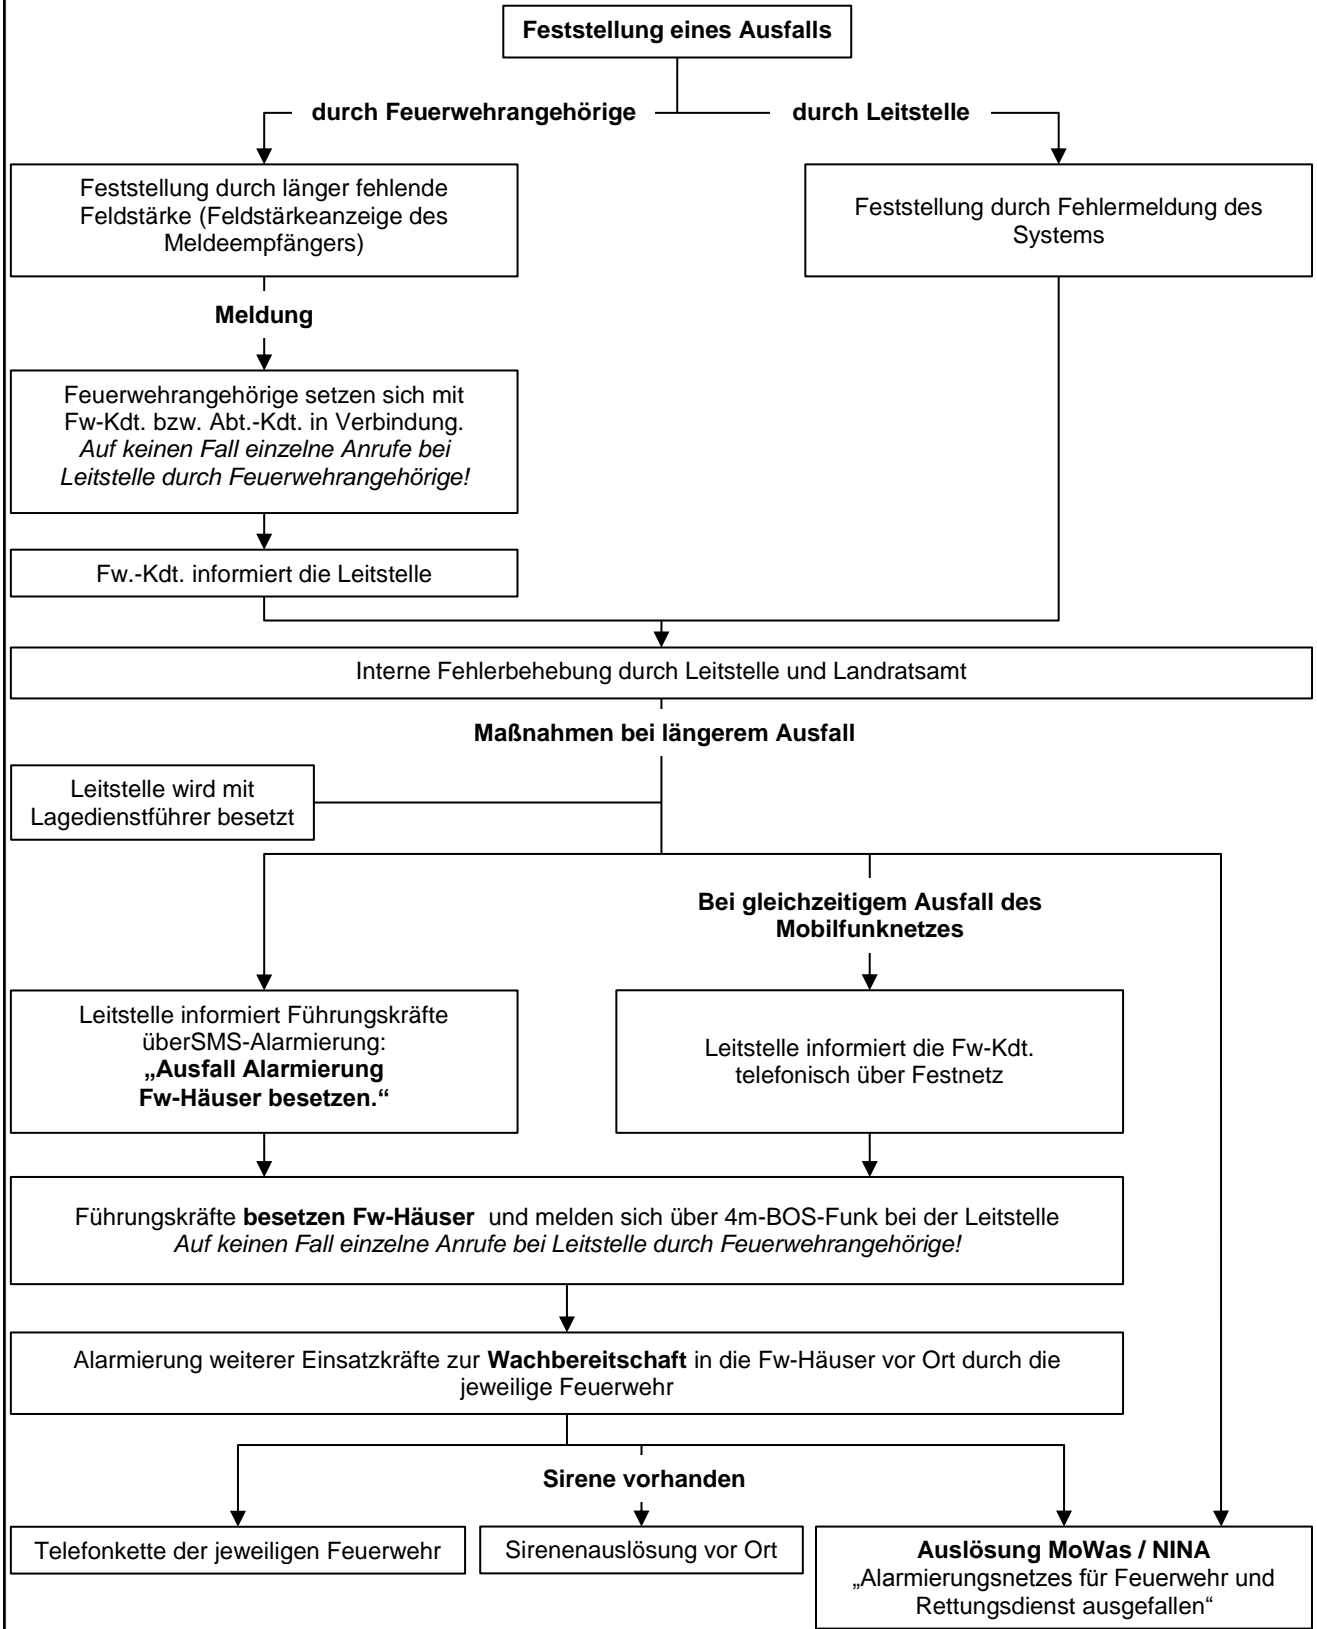 Feststellung eines Ausfalls
durch Feuerwehrangehörige
durch Leitstelle
Feststellung durch länger fehlende
Feldstärke (Feldstärkeanzeige des
Meldeempfängers)
Feststellung durch Fehlermeldung des
Systems
Meldung
Feuerwehrangehörige setzen sich mit
Fw-Kdt. bzw. Abt.-Kdt. in Verbindung.
Auf keinen Fall einzelne Anrufe bei
Leitstelle durch Feuerwehrangehörige!
Fw.-Kdt. informiert die Leitstelle
Interne Fehlerbehebung durch Leitstelle und Landratsamt
Maßnahmen bei längerem Ausfall
Leitstelle wird mit
Lagedienstführer besetzt
Bei gleichzeitigem Ausfall des
Mobilfunknetzes
Leitstelle informiert Führungskräfte
überSMS-Alarmierung:
„Ausfall Alarmierung
Fw-Häuser besetzen.“
Leitstelle informiert die Fw-Kdt.
telefonisch über Festnetz
Führungskräfte besetzen Fw-Häuser und melden sich über 4m-BOS-Funk bei der Leitstelle
Auf keinen Fall einzelne Anrufe bei Leitstelle durch Feuerwehrangehörige!
Alarmierung weiterer Einsatzkräfte zur Wachbereitschaft in die Fw-Häuser vor Ort durch die
jeweilige Feuerwehr
Sirene vorhanden
Telefonkette der jeweiligen Feuerwehr
Sirenenauslösung vor Ort
Auslösung MoWas / NINA
„Alarmierungsnetzes für Feuerwehr und
Rettungsdienst ausgefallen“